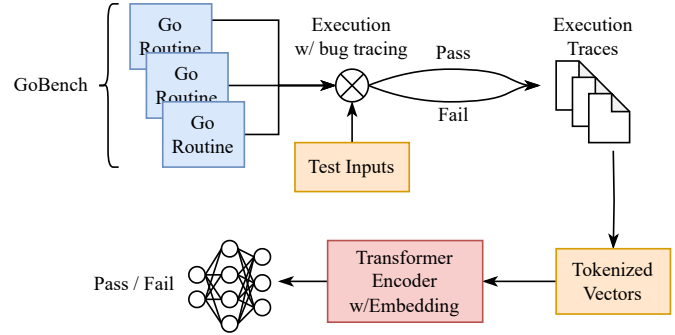 GoBench
Go
Routine
Go
Routine
Go
Routine
Execution
w/ bug tracing
Pass
Fail
Test Inputs
Execution
Traces
Tokenized
Vectors
Transformer
Encoder
w/Embedding
Pass / Fail